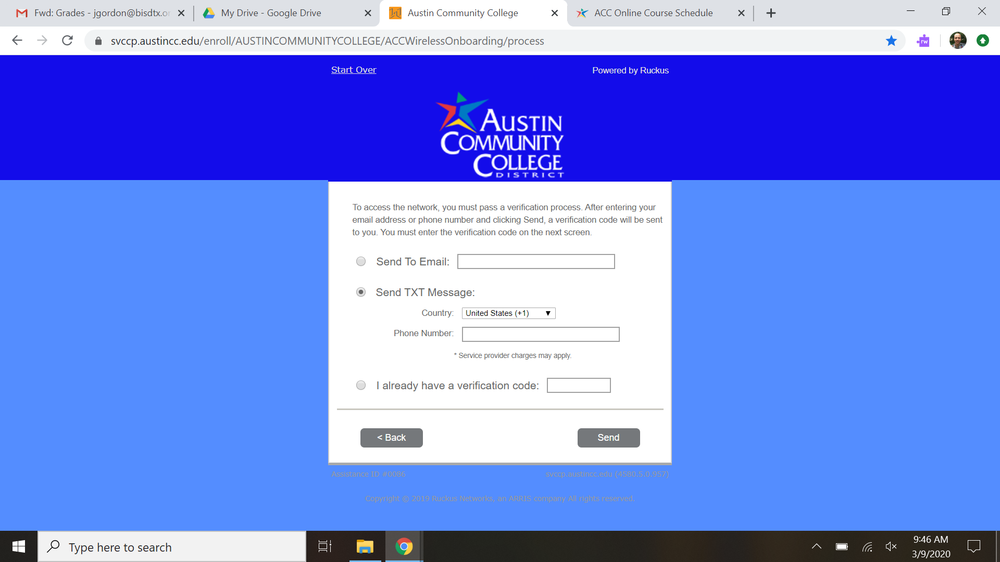 Fwd: Grades - jgordon@bisdtx.or
My Drive - Google Drive
Austin Community College
ACC Online Course Schedule
svccp.austincc.edu/enroll/AUSTINCOMMUNITYCOLLEGE/ACCWirelessOnboarding/process
rw
Start Over
Powered by Ruckus
AUSTIN
COMMUNITY
COLLEGE
DISTRICT
To access the network, you must pass a verification process. After entering your
email address or phone number and clicking Send, a verification code will be sent
to you. You must enter the verification code on the next screen.
Send To Email:
Send TXT Message:
Country: United States (+1)
Phone Number:
* Service provider charges may apply.
I already have a verification code:
< Back
Send
Assistance ID #0086
svccp.austincc.edu (4580.5.0.957)
Copyright © 2019 Ruckus Networks, an ARRIS company All rights reserved.
Type here to search
9:46 AM
3/9/2020